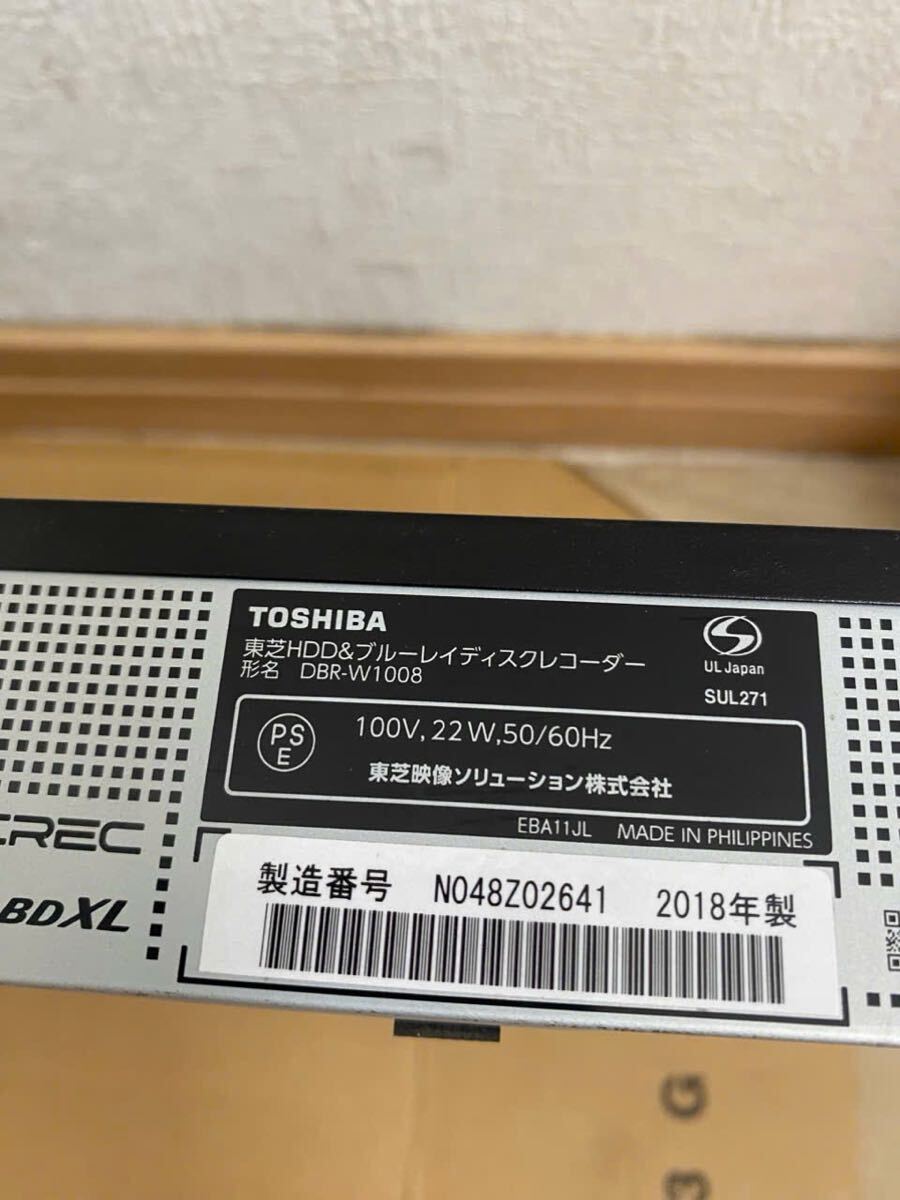 TOSHIBA
東芝HDD&ブルーレイディスクレコーダー
形名 DBR-W1008
UL Japan
SUL271
PS
E
100V, 22W, 50/60Hz
東芝映像ソリューション株式会社
EBA11JL MADE IN PHILIPPINES
CREC
BDXL
製造番号 N048Z02641 2018年製
3 G